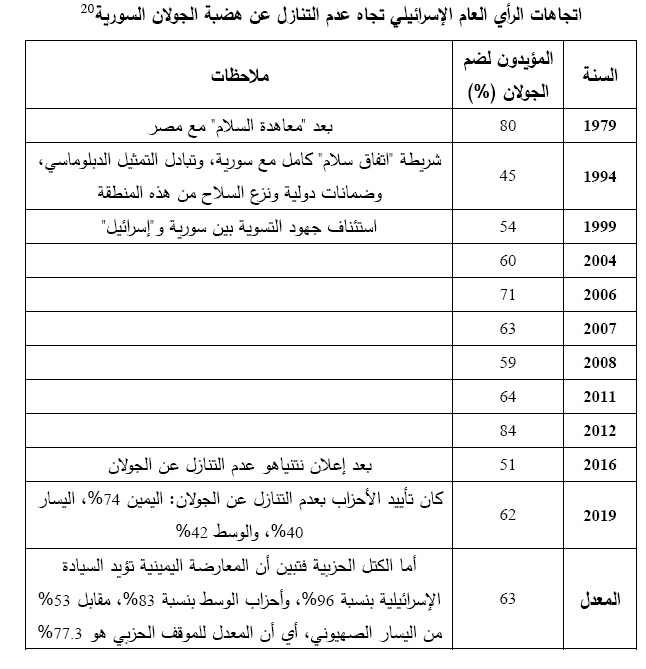 اتجاهات الرأي العام الإسرائيلي تجاه عدم التنازل عن هضبة الجولان السورية20
السنة	المؤيدون لضم الجولان (%)	ملاحظات
1979	80	بعد "معاهدة السلام" مع مصر
1994	45	شريطة "اتفاق سلام" كامل مع سورية، وتبادل التمثيل الدبلوماسي،
وضمانات دولية ونزع السلاح من هذه المنطقة
1999	54	استئناف جهود التسوية بين سورية و"إسرائيل"
2004	60
2006	71
2007	63
2008	59
2011	64
2012	84
2016	51	بعد إعلان نتنياهو عدم التنازل عن الجولان
2019	62	كان تأييد الأحزاب بعدم التنازل عن الجولان: اليمين 74%، اليسار
40%، والوسط 42%
المعدل	63	أما الكتل الحزبية فتبين أن المعارضة اليمينية تؤيد السيادة
الإسرائيلية بنسبة 96%، وأحزاب الوسط بنسبة 83%، مقابل 53%
من اليسار الصهيوني، أي أن المعدل للموقف الحزبي هو 77.3%